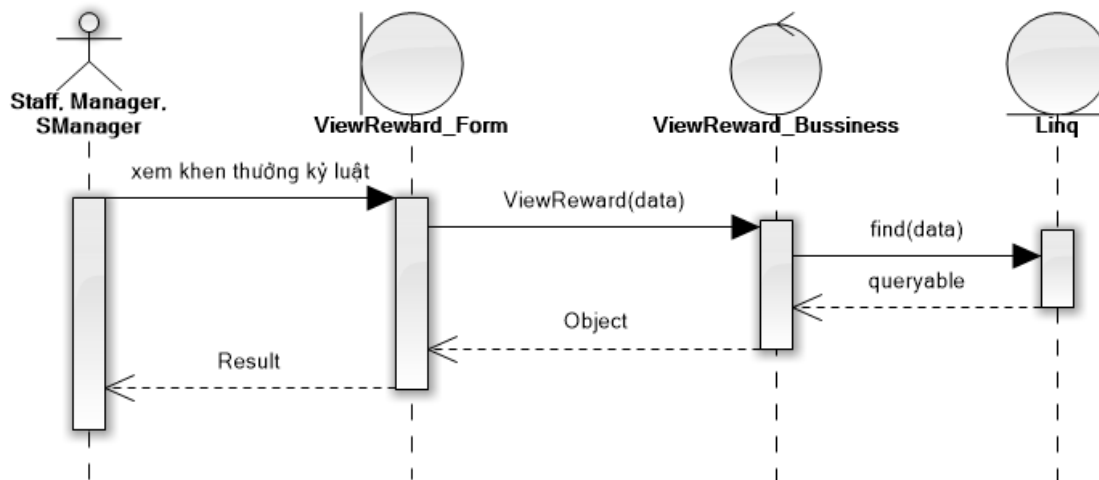 Staff, Manager,
SManager
ViewReward_Form
ViewReward_Bussiness
Linq
xem khen thưởng kỷ luật
ViewReward(data)
find(data)
queryable
Object
Result